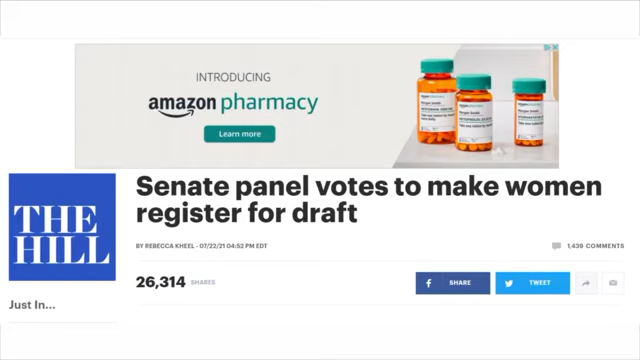 INTRODUCING
amazon pharmacy
Learn more
Senate panel votes to make women
register for draft
THE
HILL
BY REBECCA KHEEL - 07/22/21 04:52 PM EDT
1,439 COMMENTS
26,314 SHARES
SHARE
TWEET
Just In...